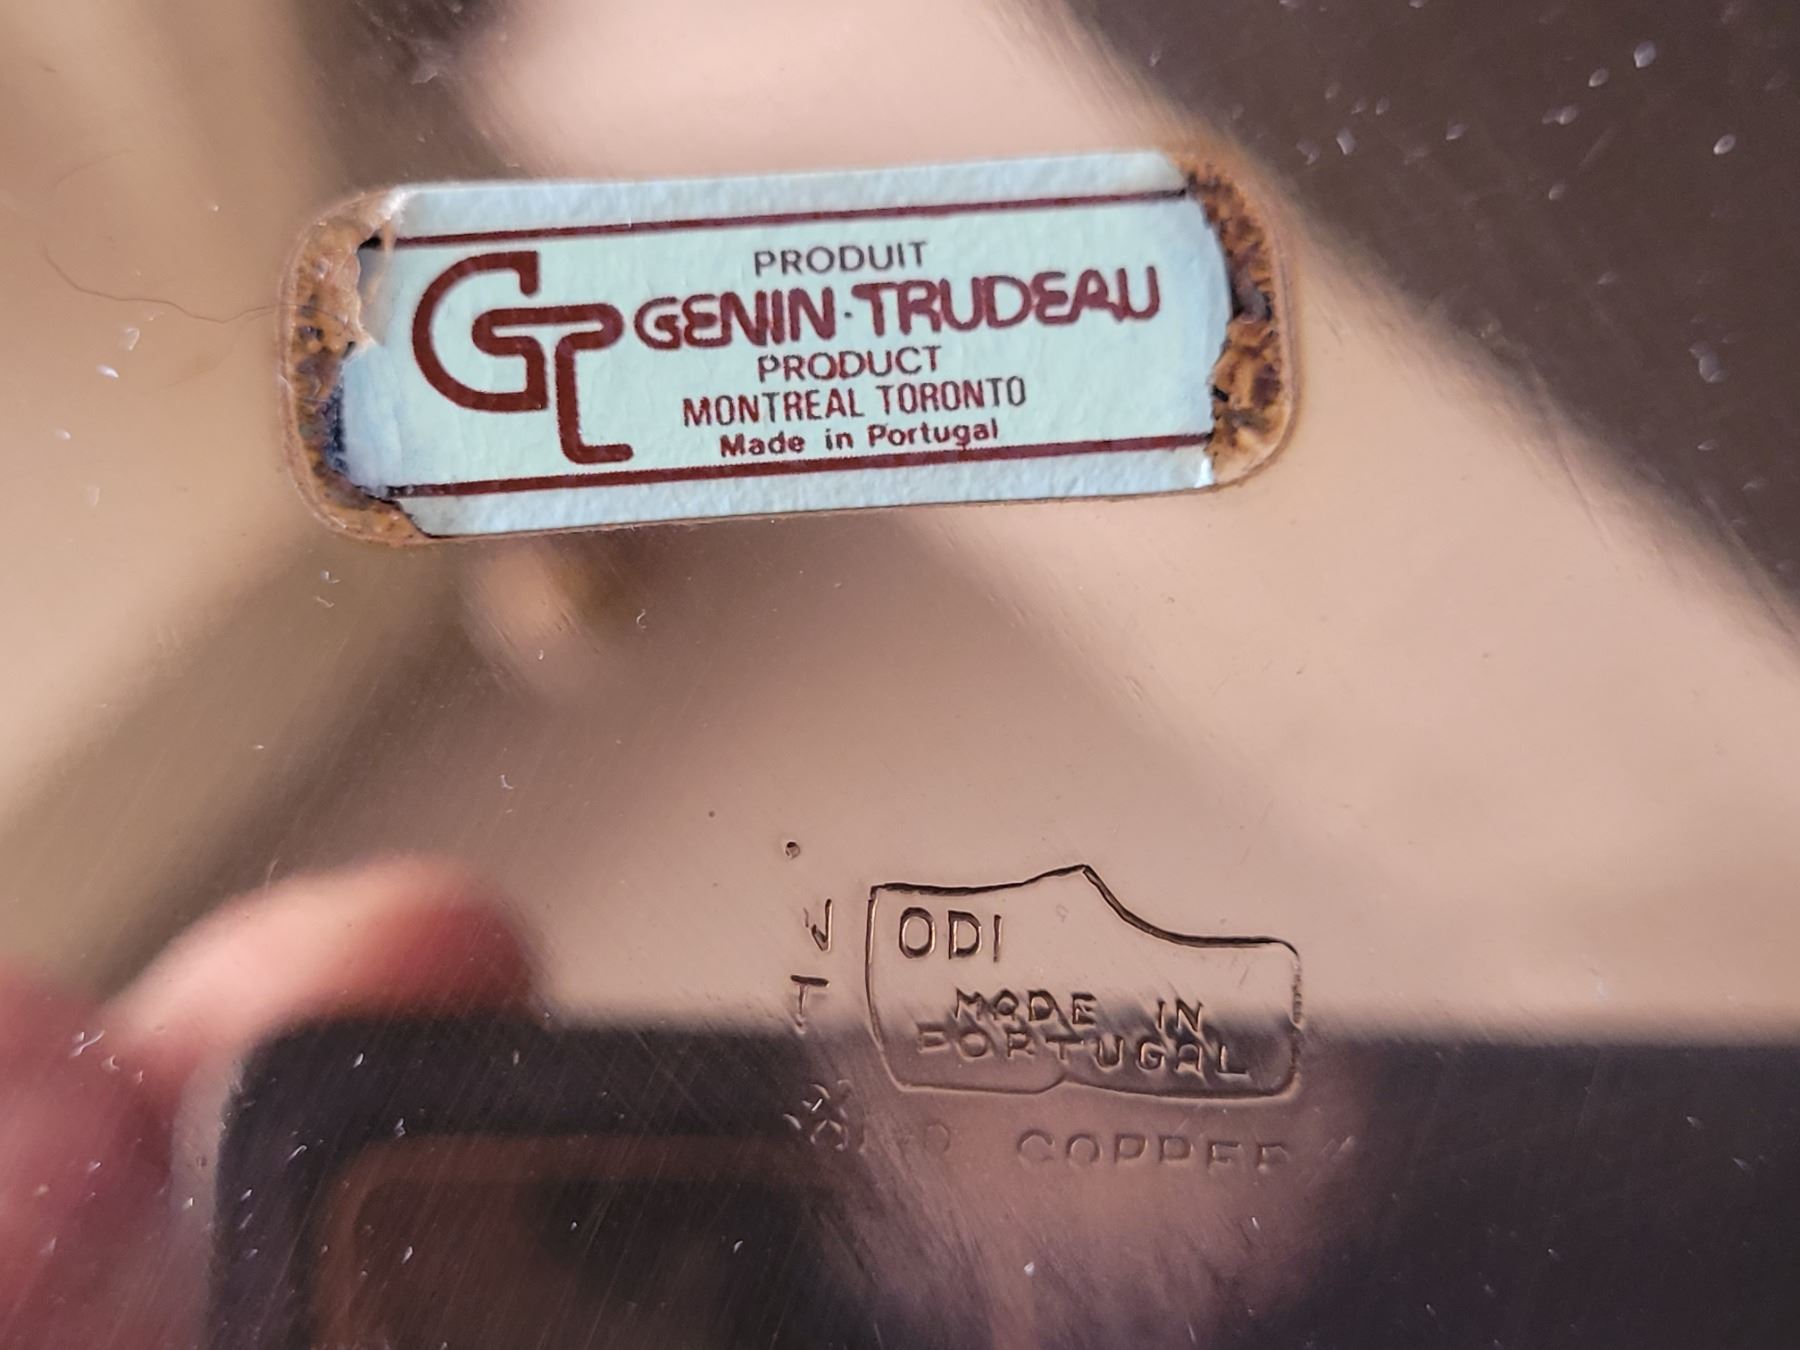 PRODUIT
GT GENIN·TRUDEAU
PRODUCT
MONTREAL TORONTO
Made in Portugal
W
T
ODI
MADE IN
PORTUGAL
COPPER